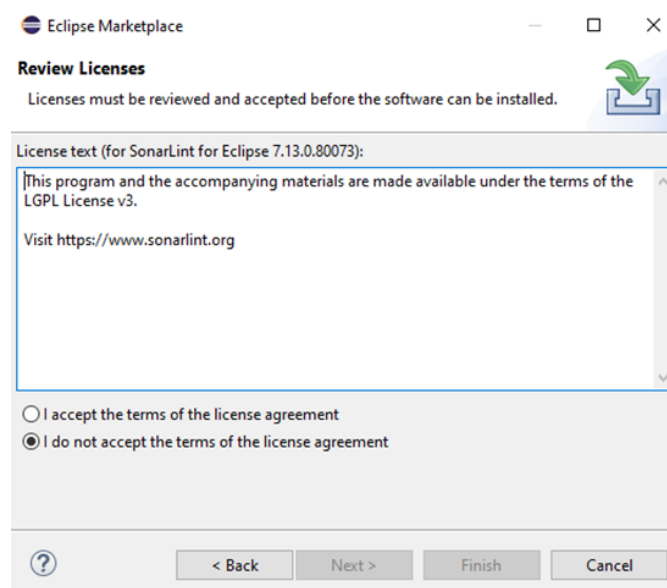 Eclipse Marketplace
Review Licenses
Licenses must be reviewed and accepted before the software can be installed.
License text (for SonarLint for Eclipse 7.13.0.80073):
This program and the accompanying materials are made available under the terms of the
LGPL License v3.
Visit https://www.sonarlint.org
I accept the terms of the license agreement
I do not accept the terms of the license agreement
?
< Back
Next >
Finish
Cancel